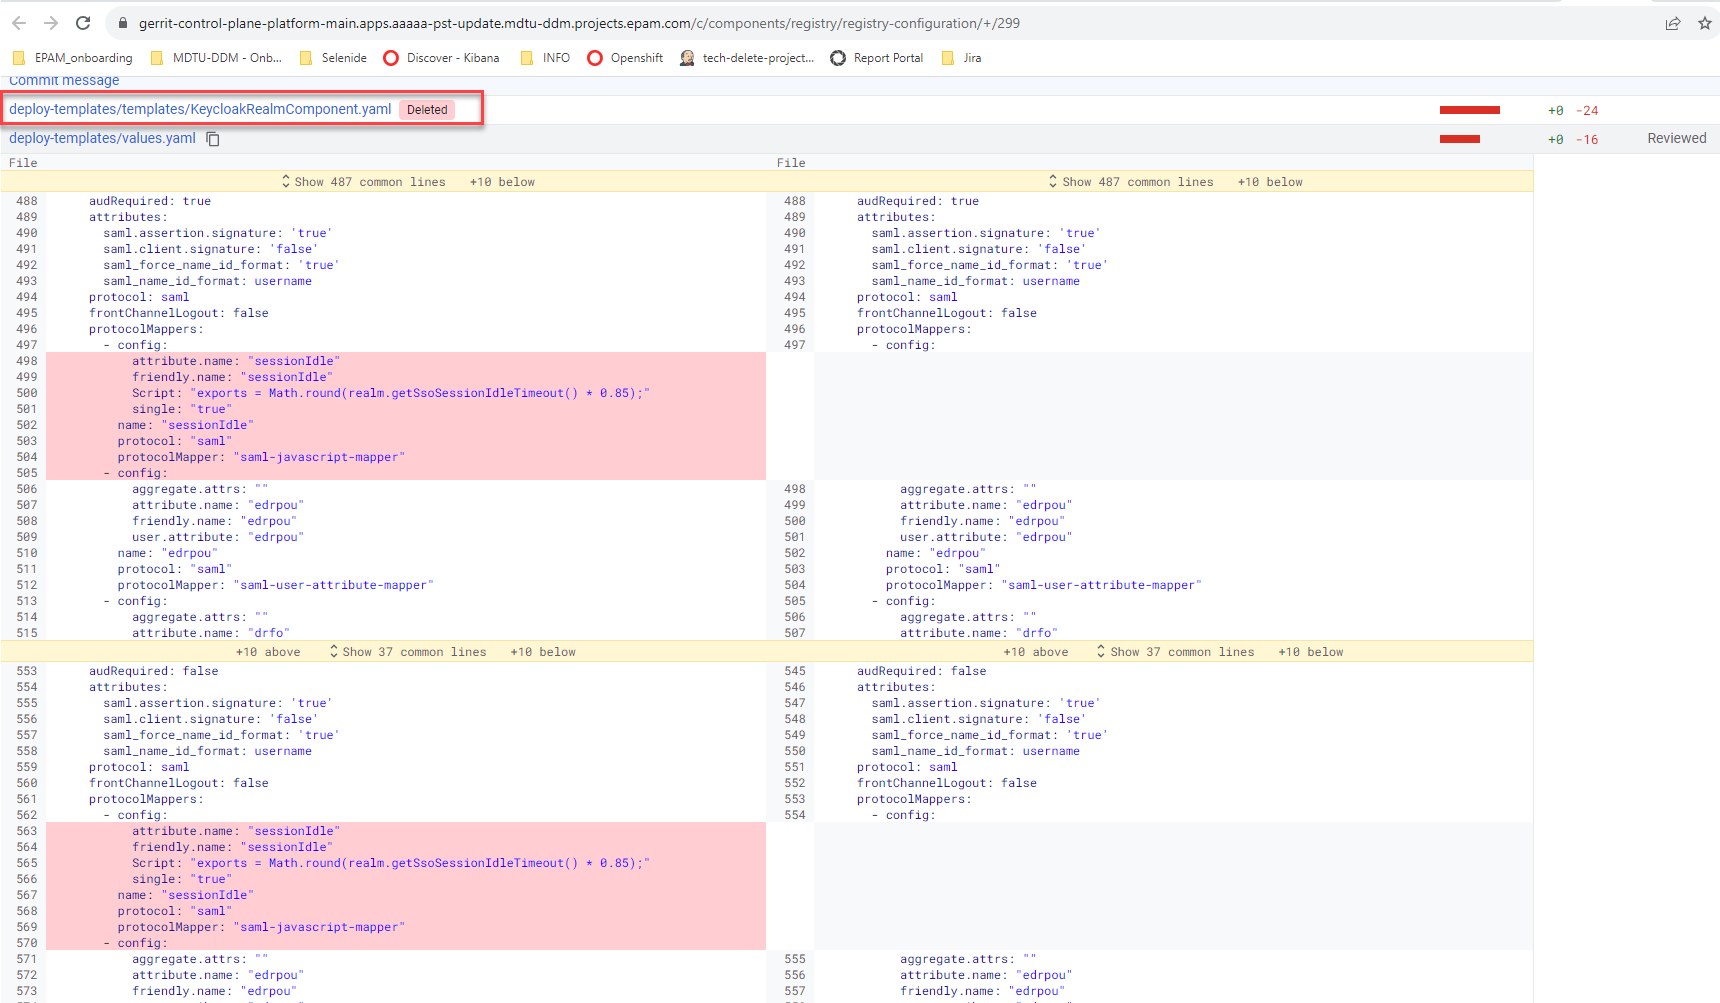 gerrit-control-plane-platform-main.apps.aaaaa-pst-update.mdtu-ddm.projects.epam.com/c/components/registry/registry-configuration/+/299
EPAM_onboarding MDTU-DDM - Onb... Selenide Discover - Kibana INFO Openshift tech-delete-project... Report Portal Jira
Commit message
deploy-templates/templates/KeycloakRealmComponent.yaml Deleted +0 -24
deploy-templates/values.yaml +0 -16 Reviewed
File File
Show 487 common lines +10 below Show 487 common lines +10 below
488 audRequired: true 488 audRequired: true
489 attributes: 489 attributes:
490 saml.assertion.signature: 'true' 490 saml.assertion.signature: 'true'
491 saml.client.signature: 'false' 491 saml.client.signature: 'false'
492 saml_force_name_id_format: 'true' 492 saml_force_name_id_format: 'true'
493 saml_name_id_format: username 493 saml_name_id_format: username
494 protocol: saml 494 protocol: saml
495 frontChannelLogout: false 495 frontChannelLogout: false
496 protocolMappers: 496 protocolMappers:
497 - config: 497 - config:
498 attribute.name: "sessionIdle"
499 friendly.name: "sessionIdle"
500 Script: "exports = Math.round(realm.getSsoSessionIdleTimeout() * 0.85);"
501 single: "true"
502 name: "sessionIdle"
503 protocol: "saml"
504 protocolMapper: "saml-javascript-mapper"
505 - config:
506 aggregate.attrs: "" 498 aggregate.attrs: ""
507 attribute.name: "edrpou" 499 attribute.name: "edrpou"
508 friendly.name: "edrpou" 500 friendly.name: "edrpou"
509 user.attribute: "edrpou" 501 user.attribute: "edrpou"
510 name: "edrpou" 502 name: "edrpou"
511 protocol: "saml" 503 protocol: "saml"
512 protocolMapper: "saml-user-attribute-mapper" 504 protocolMapper: "saml-user-attribute-mapper"
513 - config: 505 - config:
514 aggregate.attrs: "" 506 aggregate.attrs: ""
515 attribute.name: "drfo" 507 attribute.name: "drfo"
+10 above Show 37 common lines +10 below +10 above Show 37 common lines +10 below
553 audRequired: false 545 audRequired: false
554 attributes: 546 attributes:
555 saml.assertion.signature: 'true' 547 saml.assertion.signature: 'true'
556 saml.client.signature: 'false' 548 saml.client.signature: 'false'
557 saml_force_name_id_format: 'true' 549 saml_force_name_id_format: 'true'
558 saml_name_id_format: username 550 saml_name_id_format: username
559 protocol: saml 551 protocol: saml
560 frontChannelLogout: false 552 frontChannelLogout: false
561 protocolMappers: 553 protocolMappers:
562 - config: 554 - config:
563 attribute.name: "sessionIdle"
564 friendly.name: "sessionIdle"
565 Script: "exports = Math.round(realm.getSsoSessionIdleTimeout() * 0.85);"
566 single: "true"
567 name: "sessionIdle"
568 protocol: "saml"
569 protocolMapper: "saml-javascript-mapper"
570 - config:
571 aggregate.attrs: "" 555 aggregate.attrs: ""
572 attribute.name: "edrpou" 556 attribute.name: "edrpou"
573 friendly.name: "edrpou" 557 friendly.name: "edrpou"